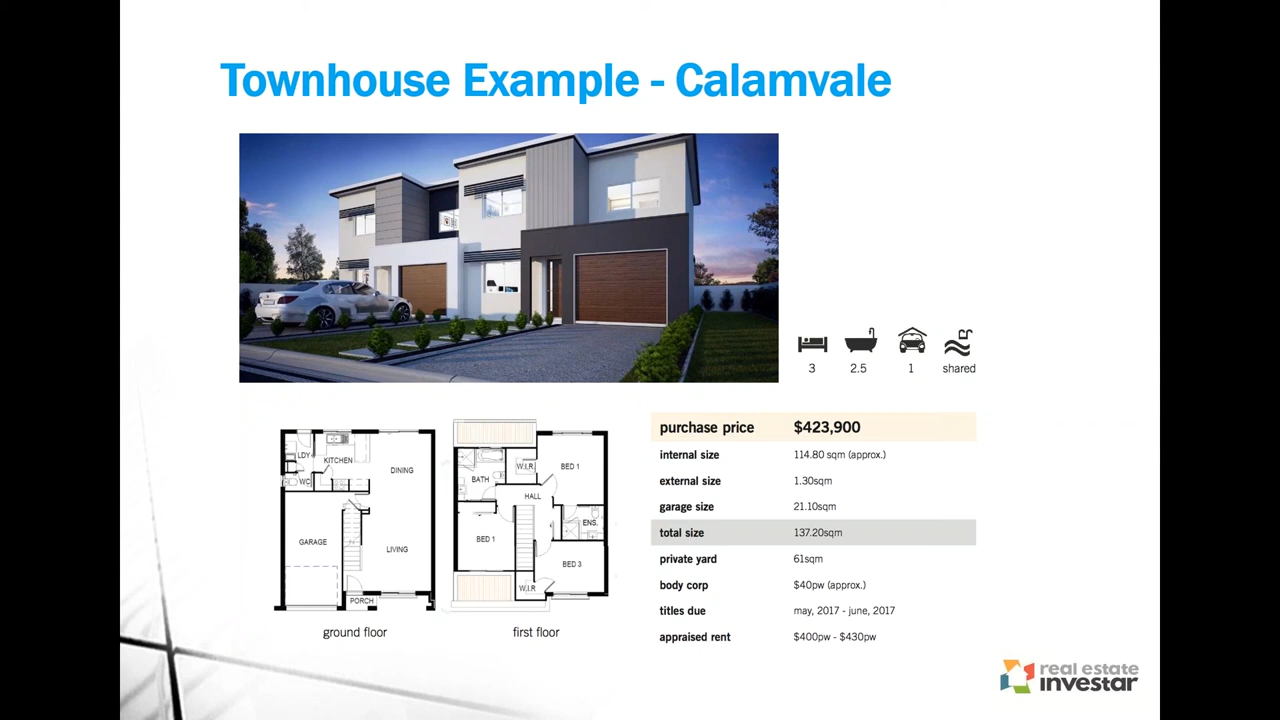 Townhouse Example - Calamvale
3 2.5 1 shared
LDY
KITCHEN
DINING
WC
GARAGE
LIVING
PORCH
ground floor
W.I.R.
BED 1
BATH
HALL
ENS.
BED 1
BED 3
W.I.R
first floor
purchase price $423,900
internal size 114.80 sqm (approx.)
external size 1.30sqm
garage size 21.10sqm
total size 137.20sqm
private yard 61sqm
body corp $40pw (approx.)
titles due may, 2017 - june, 2017
appraised rent $400pw - $430pw
real estate
investar